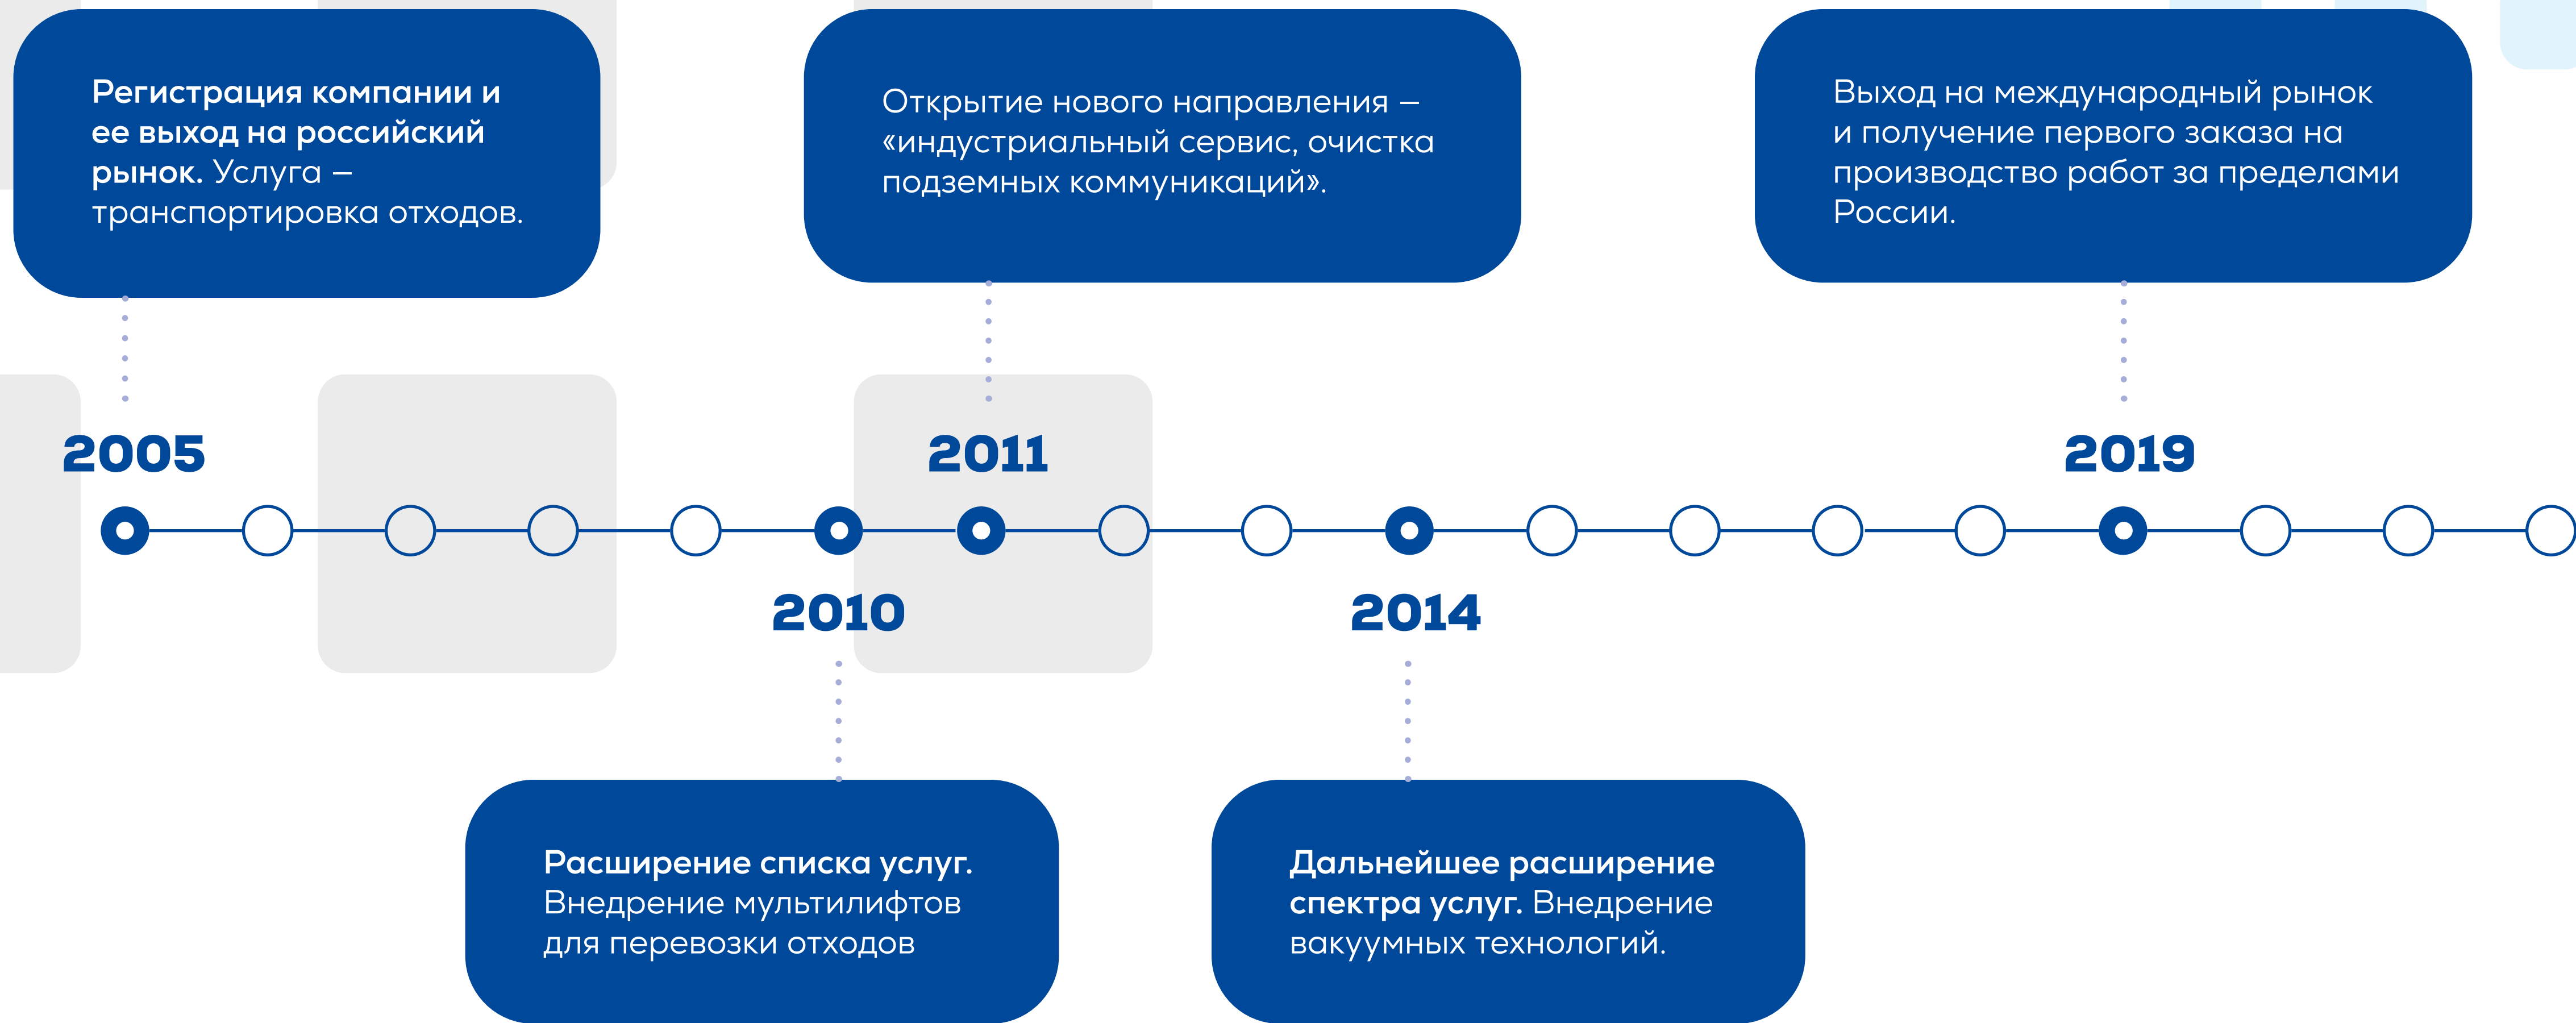 Регистрация компании и
ее выход на российский
рынок. Услуга –
транспортировка отходов.
Открытие нового направления –
«индустриальный сервис, очистка
подземных коммуникаций».
Выход на международный рынок
и получение первого заказа на
производство работ за пределами
России.
2005
2011
2019
2010
2014
Расширение списка услуг.
Внедрение мультилифтов
для перевозки отходов
Дальнейшее расширение
спектра услуг. Внедрение
вакуумных технологий.